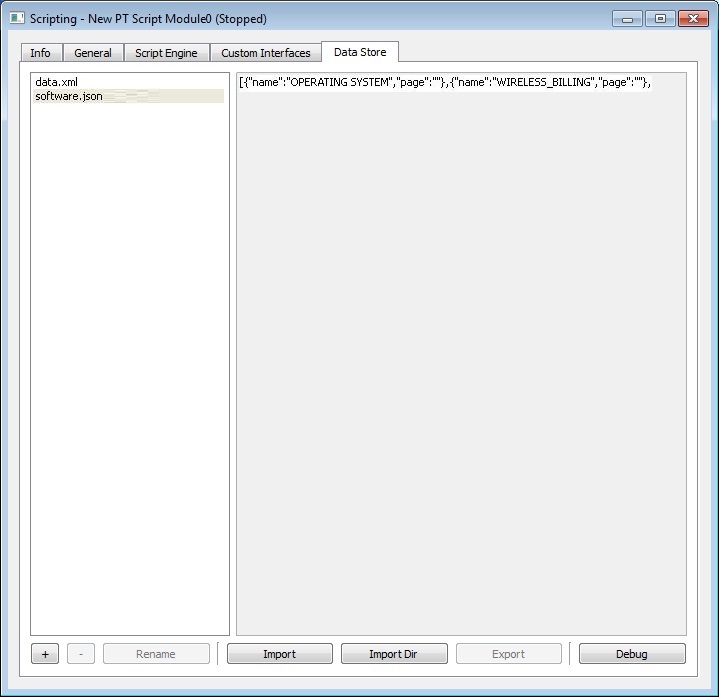 Scripting - New PT Script Module0 (Stopped)
Info General Script Engine Custom Interfaces Data Store
data.xml
software.json
[{"name":"OPERATING SYSTEM","page":""},{"name":"WIRELESS_BILLING","page":""},
+ - Rename Import Import Dir Export Debug